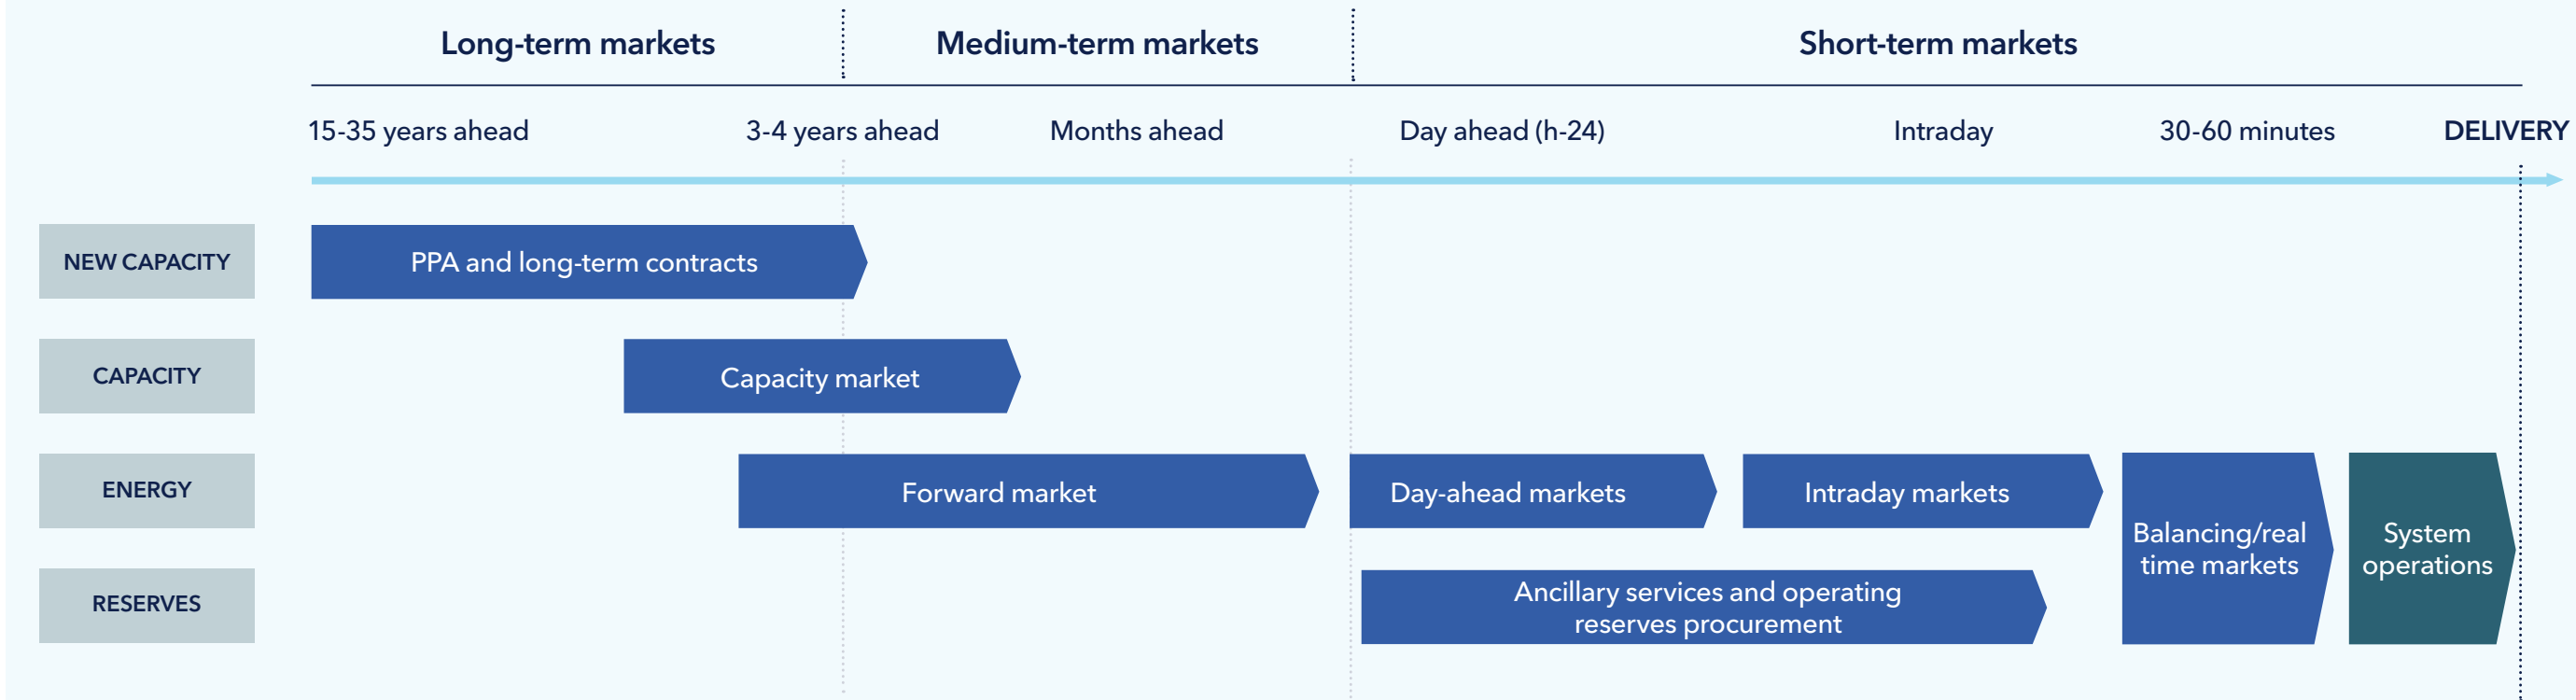 Long-term markets
Medium-term markets
Short-term markets
15-35 years ahead
3-4 years ahead
Months ahead
Day ahead (h-24)
Intraday
30-60 minutes
DELIVERY
NEW CAPACITY
PPA and long-term contracts
CAPACITY
Capacity market
ENERGY
Forward market
Day-ahead markets
Intraday markets
Balancing/real
time markets
System
operations
RESERVES
Ancillary services and operating
reserves procurement